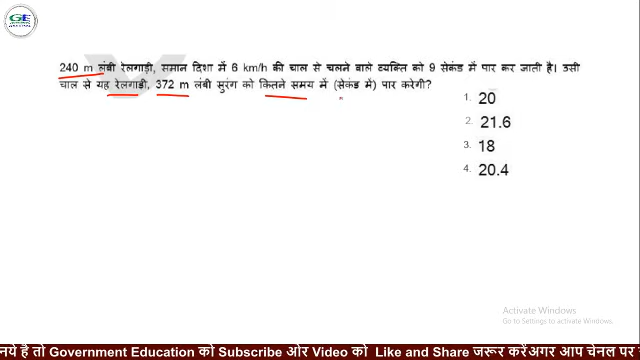 GE
240 m लंबी रेलगाड़ी, समान दिशा में 6 km/h की चाल से चलने वाले व्यक्ति को 9 सेकंड में पार कर जाती है। उसी
चाल से यह रेलगाड़ी, 372 m लंबी सुरंग को कितने समय में (सेकंड में) पार करेगी?
1. 20
2. 21.6
3. 18
4. 20.4
Activate Windows
Go to Settings to activate Windows.
नये है तो Government Education को Subscribe ओर Video को Like and Share जरूर करेंअगर आप चेनल पर